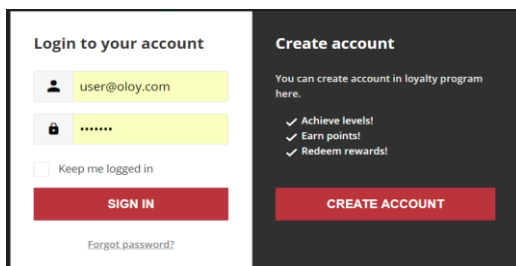 Login to your account
user@oloy.com
•••••••
Keep me logged in
SIGN IN
Forgot password?
Create account
You can create account in loyalty program
here.
Achieve levels!
Earn points!
Redeem rewards!
CREATE ACCOUNT